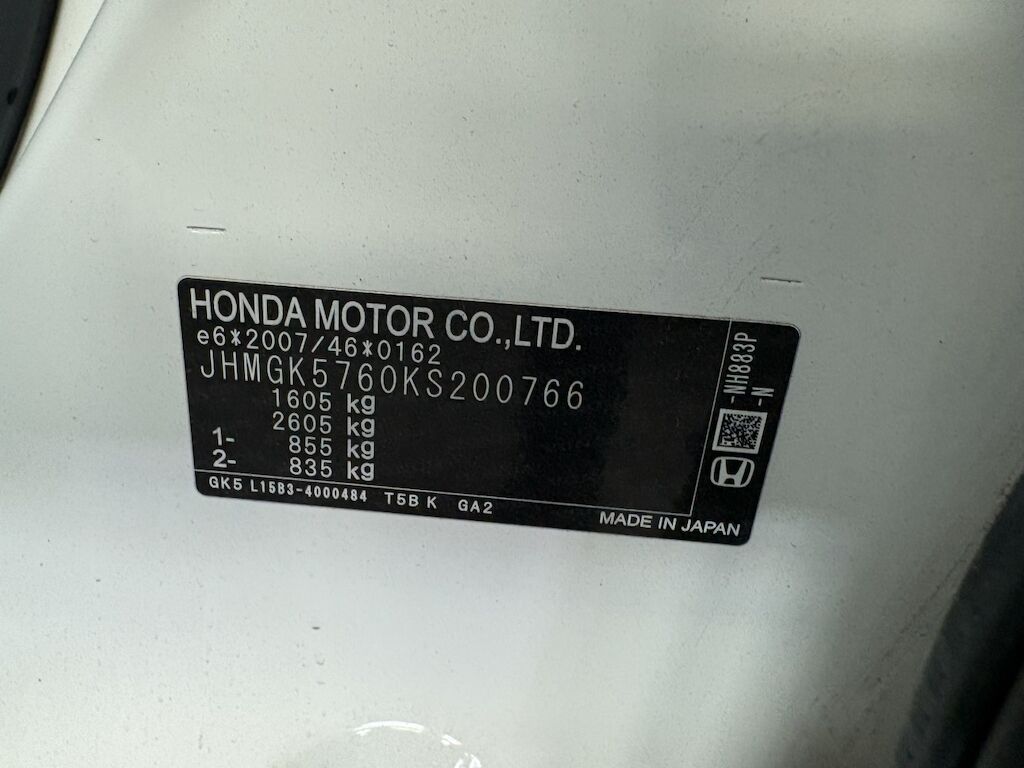 HONDA MOTOR CO.,LTD.
e6*2007/46*0162
JHMGK5760KS200766
1605 kg
2605 kg
1- 855 kg
2- 835 kg
GK5 L15B3-4000484 T5B K GA2
MADE IN JAPAN
-NH883P
-N